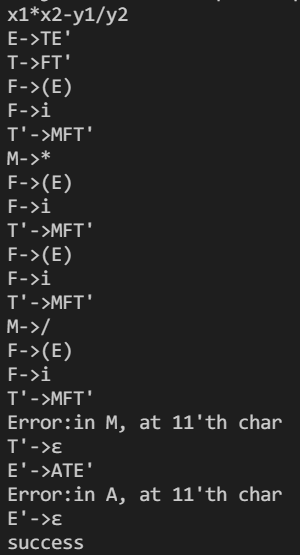 x1*x2-y1/y2
E->TE'
T->FT'
F->(E)
F->i
T'->MFT'
M->*
F->(E)
F->i
T'->MFT'
F->(E)
F->i
T'->MFT'
M->/
F->(E)
F->i
T'->MFT'
Error:in M, at 11'th char
T'->ε
E'->ATE'
Error:in A, at 11'th char
E'->ε
success